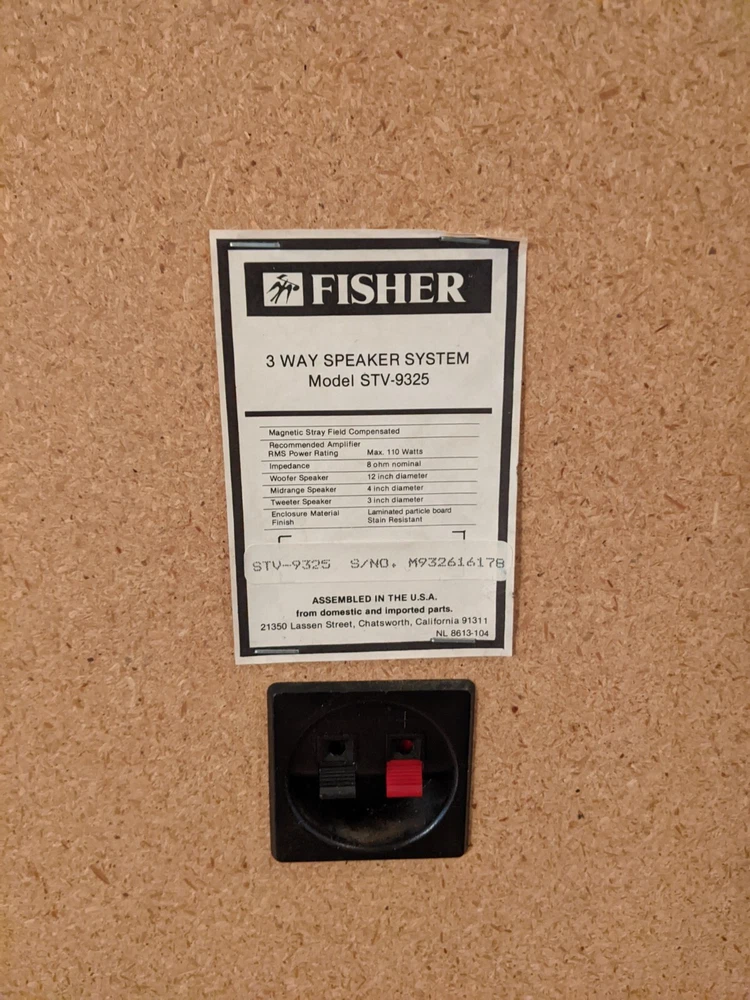 FISHER
3 WAY SPEAKER SYSTEM
Model STV-9325
Magnetic Stray Field Compensated
Recommended Amplifier
RMS Power Rating Max. 110 Watts
Impedance 8 ohm nominal
Woofer Speaker 12 inch diameter
Midrange Speaker 4 inch diameter
Tweeter Speaker 3 inch diameter
Enclosure Material Laminated particle board
Finish Stain Resistant
STV-9325 S/NO. M932616178
ASSEMBLED IN THE U.S.A.
from domestic and imported parts.
21350 Lassen Street, Chatsworth, California 91311
NL 8613-104